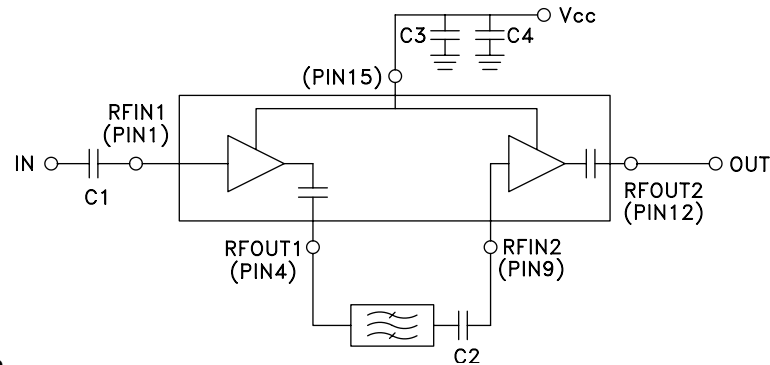 Vcc
C3
C4
(PIN15)
RFIN1
(PIN1)
IN
C1
OUT
RFOUT2
(PIN12)
RFOUT1
(PIN4)
RFIN2
(PIN9)
C2